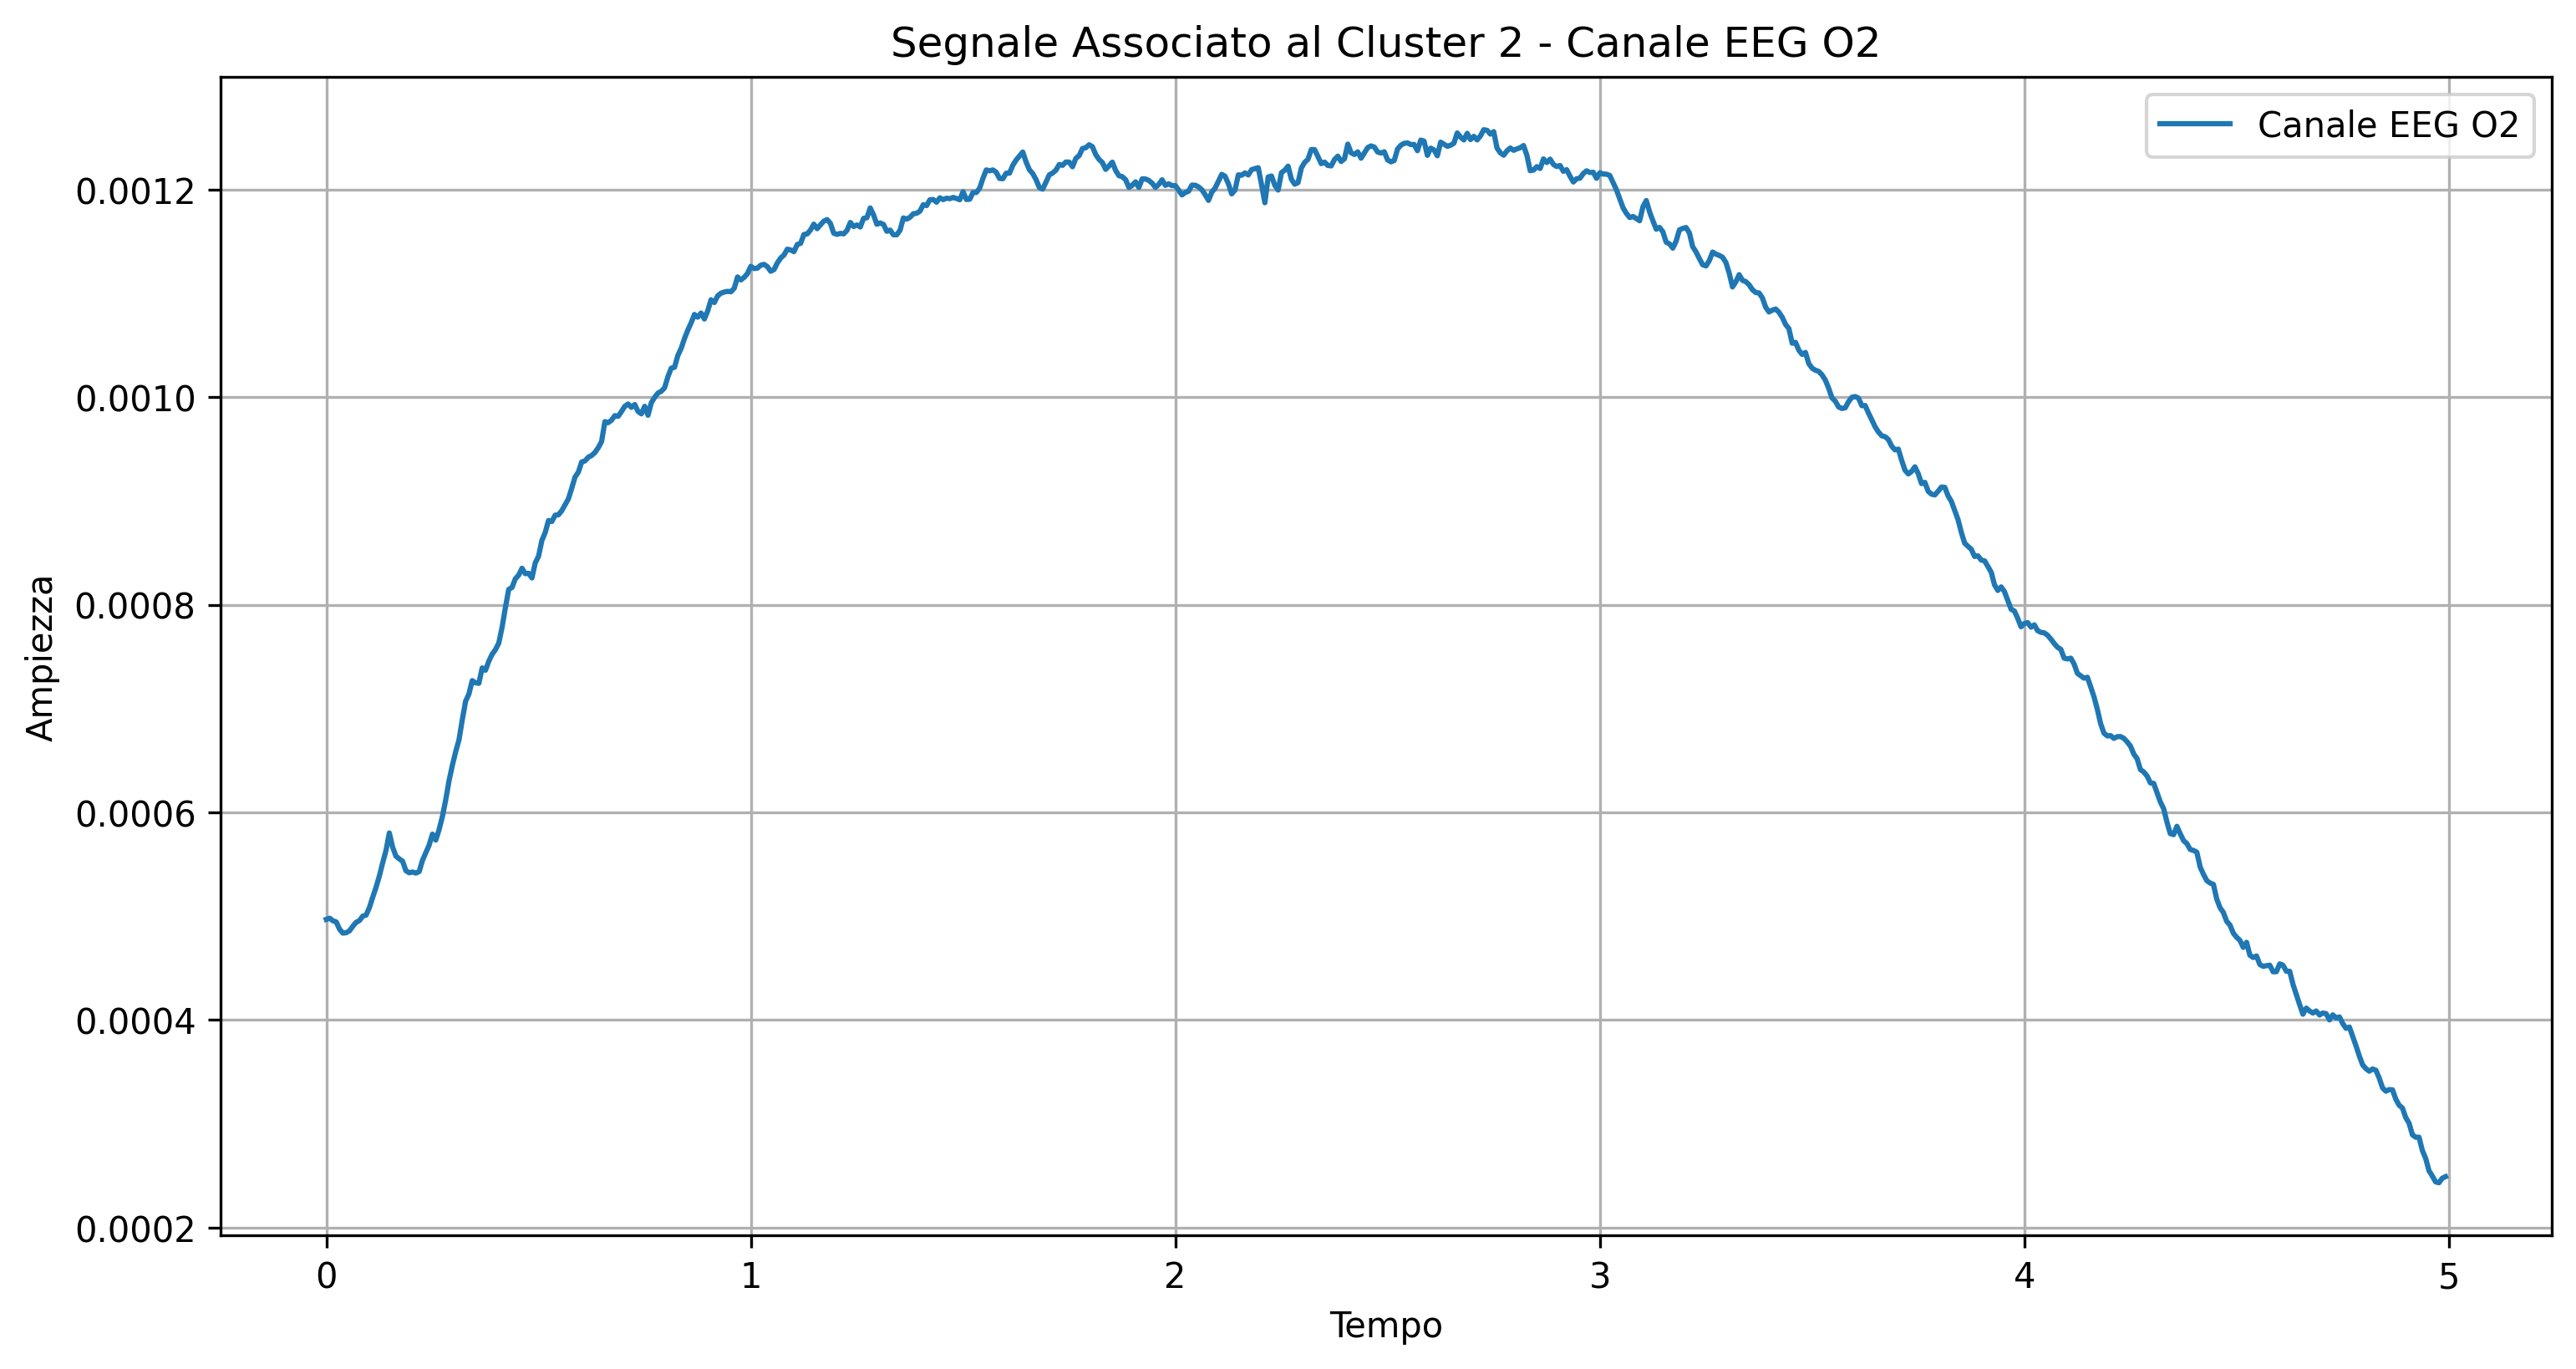 Segnale Associato al Cluster 2 - Canale EEG O2
Canale EEG O2
0.0012
0.0010
0.0008
0.0006
0.0004
0.0002
Ampiezza
0 1 2 3 4 5
Tempo